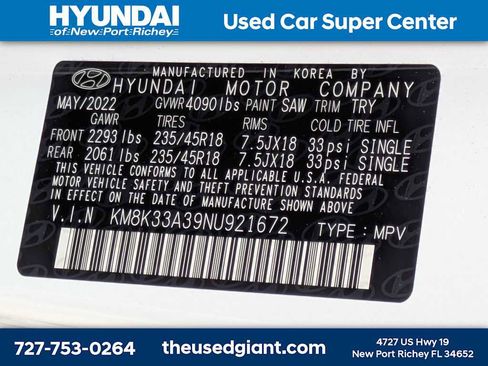 HYUNDAI
of New Port Richey
Used Car Super Center
MANUFACTURED IN KOREA BY
HYUNDAI MOTOR COMPANY
MAY/2022 GVWR 4090lbs PAINT SAW TRIM TRY
GAWR TIRES RIMS COLD TIRE INFL
FRONT 2293lbs 235/45R18 7.5JX18 33psi SINGLE
REAR 2061lbs 235/45R18 7.5JX18 33psi SINGLE
THIS VEHICLE CONFORMS TO ALL APPLICABLE U.S.A. FEDERAL
MOTOR VEHICLE SAFETY, BUMPER, AND THEFT PREVENTION
STANDARDS IN EFFECT ON THE DATE OF MANUFACTURE SHOWN ABOVE.
V.I.N KM8K33A39NU921672 TYPE : MPV
727-753-0264
theusedgiant.com
4727 US Hwy 19
New Port Richey FL 34652